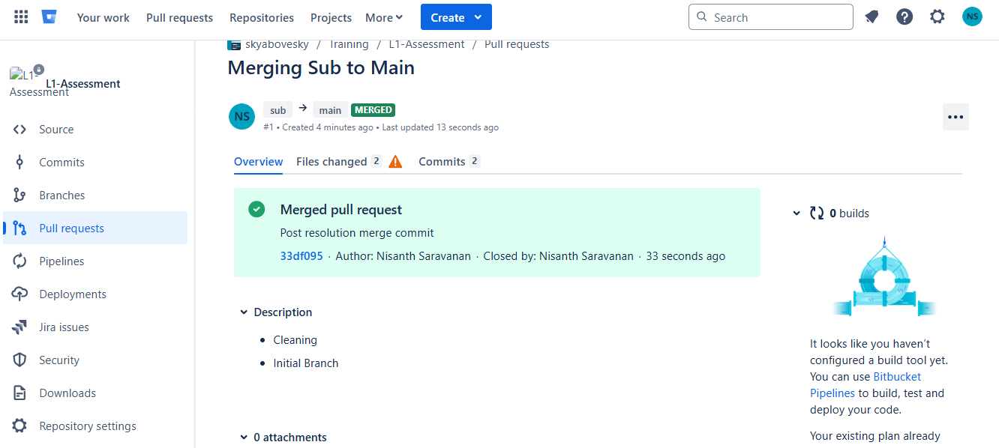 Your work Pull requests Repositories Projects More Create Search NS
skyabovesky / Training / L1-Assessment / Pull requests
Merging Sub to Main
L1-Assessment
L1-Assessment
NS sub → main MERGED
#1 • Created 4 minutes ago • Last updated 13 seconds ago
Source
Commits
Branches
Pull requests
Pipelines
Deployments
Jira issues
Security
Downloads
Repository settings
Overview Files changed 2 Commits 2
Merged pull request
Post resolution merge commit
33df095 · Author: Nisanth Saravanan · Closed by: Nisanth Saravanan · 33 seconds ago
Description
• Cleaning
• Initial Branch
0 attachments
0 builds
It looks like you haven't
configured a build tool yet.
You can use Bitbucket
Pipelines to build, test and
deploy your code.
Your existing plan already